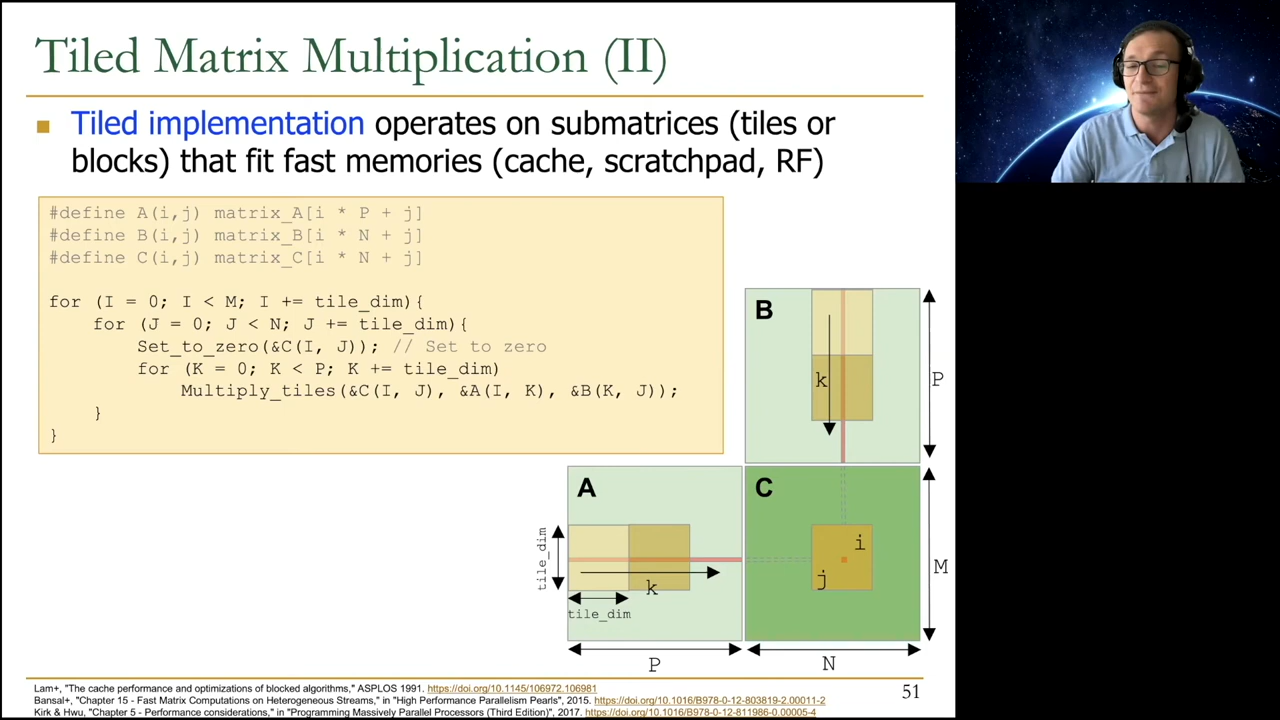 Tiled Matrix Multiplication (II)
Tiled implementation operates on submatrices (tiles or
blocks) that fit fast memories (cache, scratchpad, RF)
#define A(i,j) matrix_A[i * P + j]
#define B(i,j) matrix_B[i * N + j]
#define C(i,j) matrix_C[i * N + j]
for (I = 0; I < M; I += tile_dim){
for (J = 0; J < N; J += tile_dim){
Set_to_zero(&C(I, J)); // Set to zero
for (K = 0; K < P; K += tile_dim)
Multiply_tiles(&C(I, J), &A(I, K), &B(K, J));
}
}
B
k
P
A
tile_dim
k
tile_dim
P
C
i
j
M
N
Lam+, "The cache performance and optimizations of blocked algorithms," ASPLOS 1991. https://doi.org/10.1145/106972.106981
Bansal+, "Chapter 15 - Fast Matrix Computations on Heterogeneous Streams," in "High Performance Parallelism Pearls", 2015. https://doi.org/10.1016/B978-0-12-803819-2.00011-2
Kirk & Hwu, "Chapter 5 - Performance considerations," in "Programming Massively Parallel Processors (Third Edition)", 2017. https://doi.org/10.1016/B978-0-12-811986-0.00005-4
51